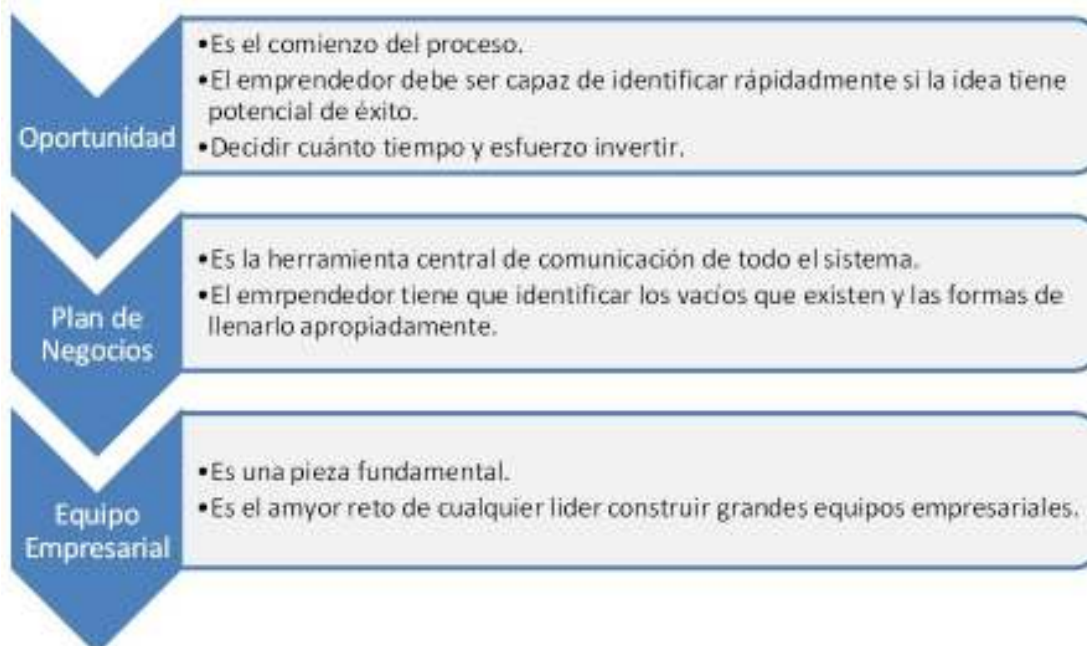 Oportunidad
•Es el comienzo del proceso.
•El emprendedor debe ser capaz de identificar rápidadmente si la idea tiene
potencial de éxito.
•Decidir cuánto tiempo y esfuerzo invertir.
Plan de
Negocios
•Es la herramienta central de comunicación de todo el sistema.
•El emrpendedor tiene que identificar los vacíos que existen y las formas de
llenarlo apropiadamente.
Equipo
Empresarial
•Es una pieza fundamental.
•Es el amyor reto de cualquier lider construir grandes equipos empresariales.